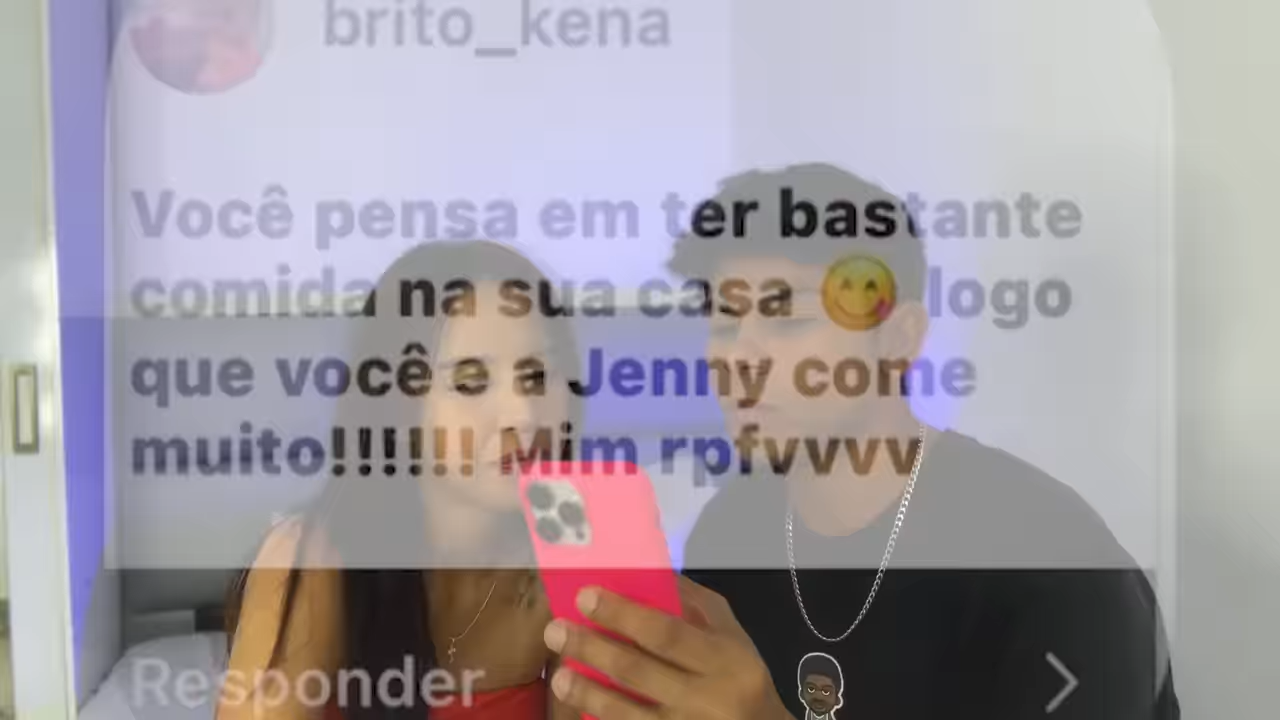 brito_kena
Você pensa em ter bastante
comida na sua casa 😋 logo
que você e a Jenny come
muito!!!!!! Mim rpfvvvv
Responder